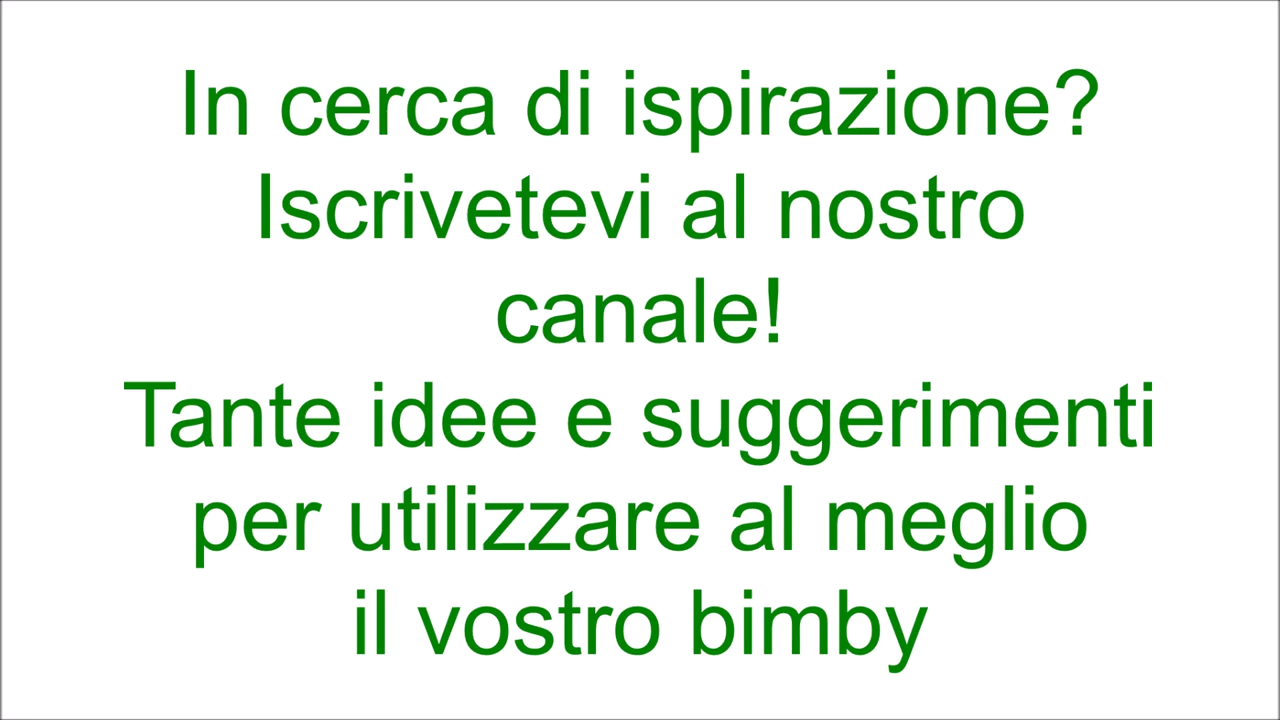 In cerca di ispirazione?
Iscrivetevi al nostro
canale!
Tante idee e suggerimenti
per utilizzare al meglio
il vostro bimby